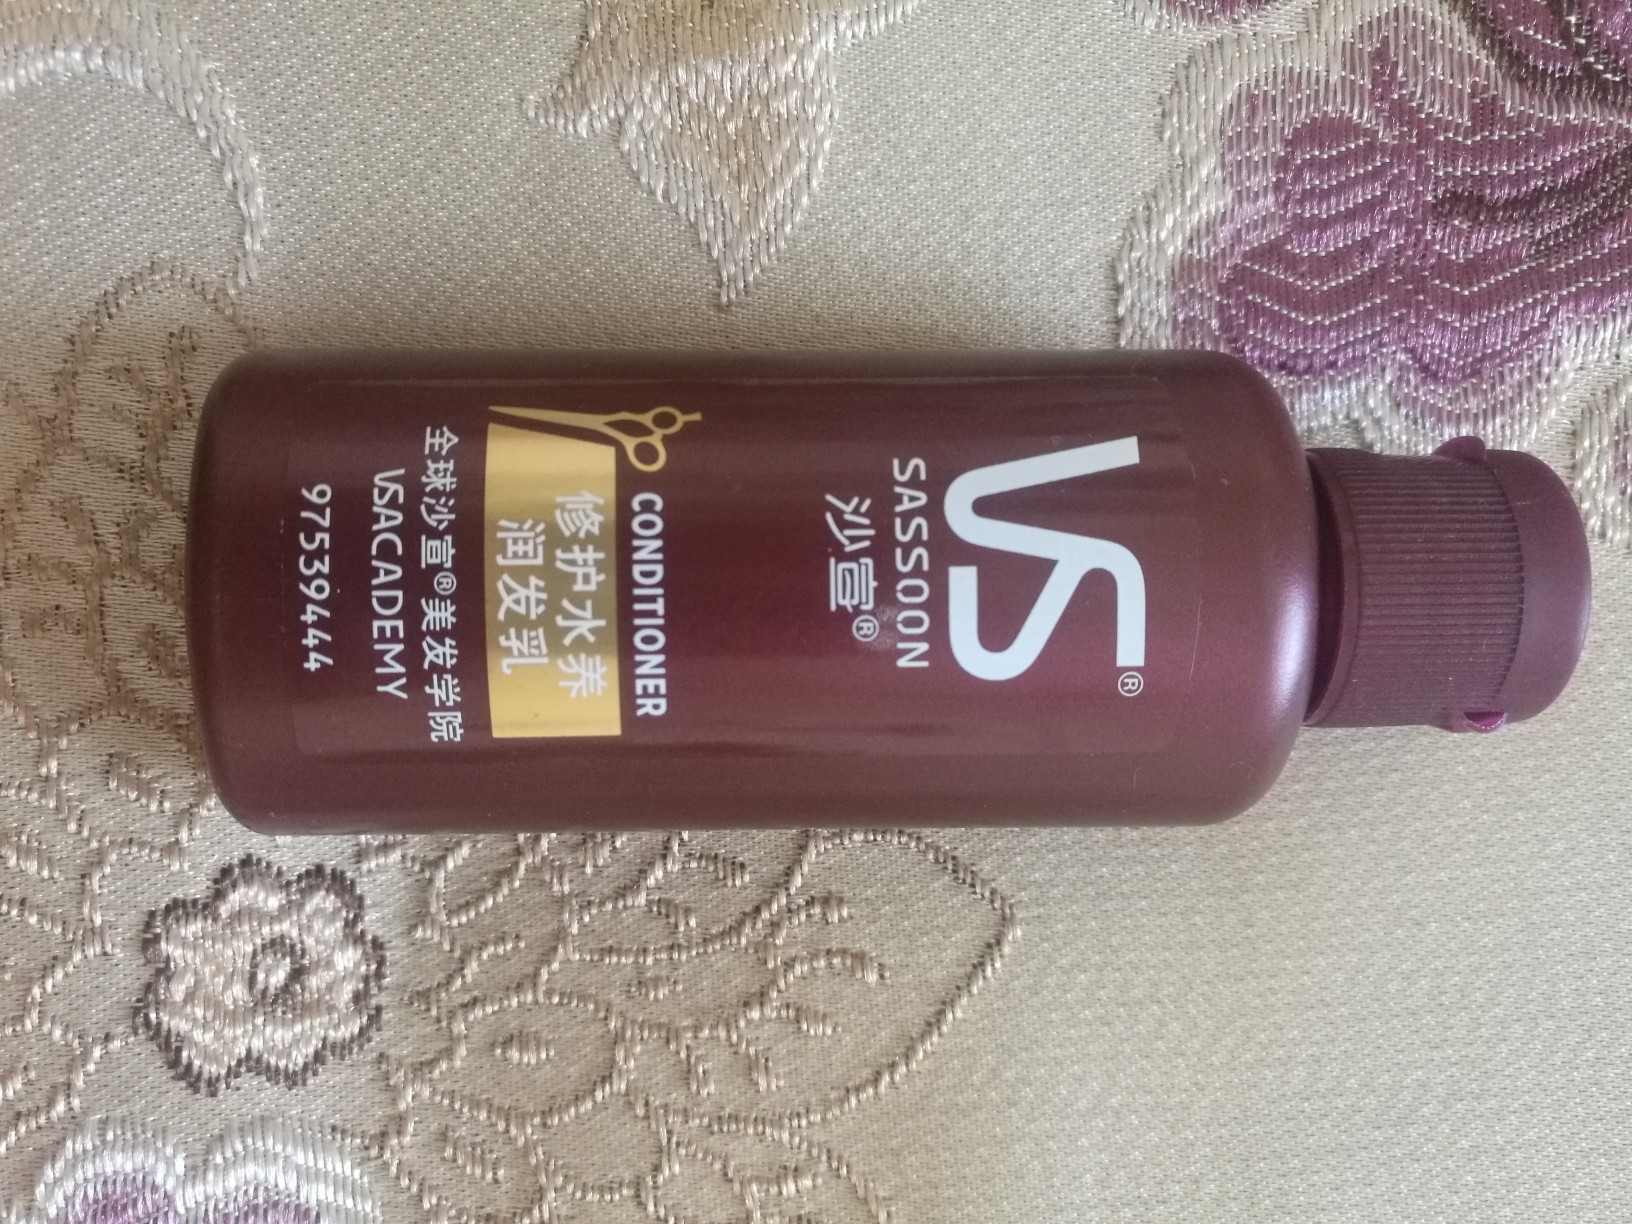 VS®
SASSOON
沙宣®
CONDITIONER
修护水养
润发乳
全球沙宣®美发学院
VSACADEMY
97539444